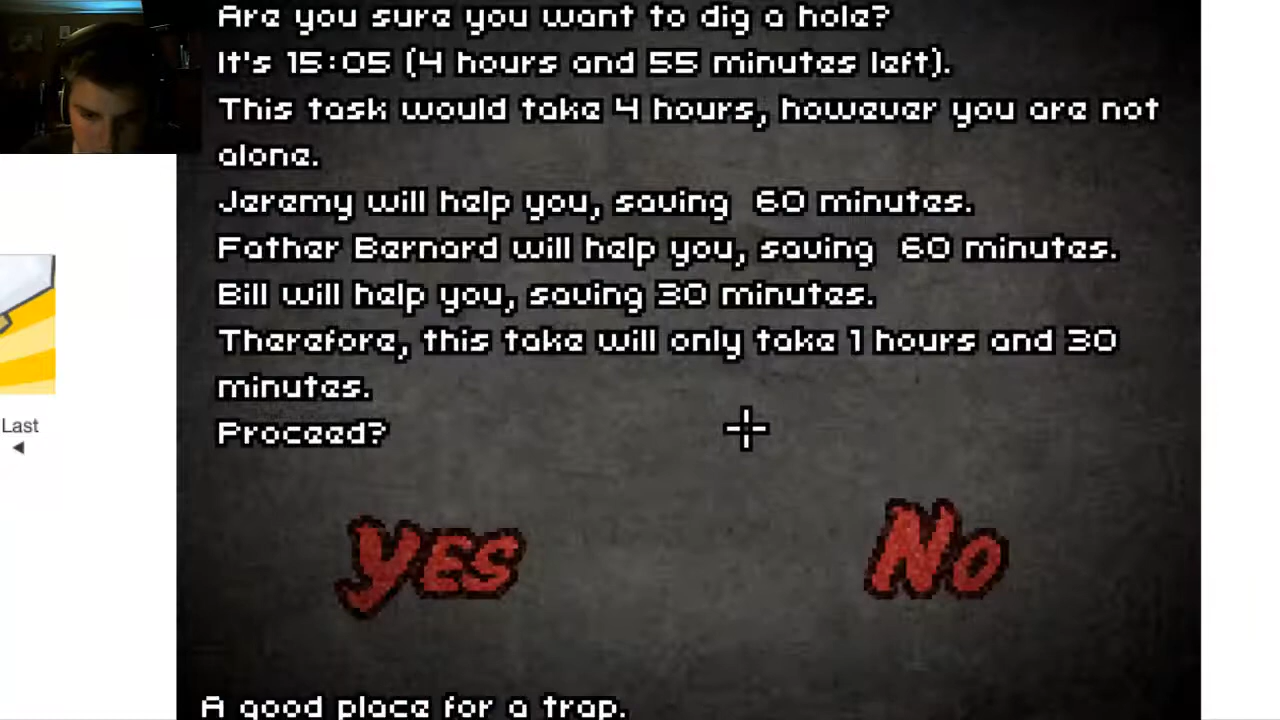 Are you sure you want to dig a hole?
It's 15:05 (4 hours and 55 minutes left).
This task would take 4 hours, however you are not
alone.
Jeremy will help you, saving  60 minutes.
Father Bernard will help you, saving  60 minutes.
Bill will help you, saving 30 minutes.
Therefore, this take will only take 1 hours and 30
minutes.
Proceed?
Last
Yes
No
A good place for a trap.